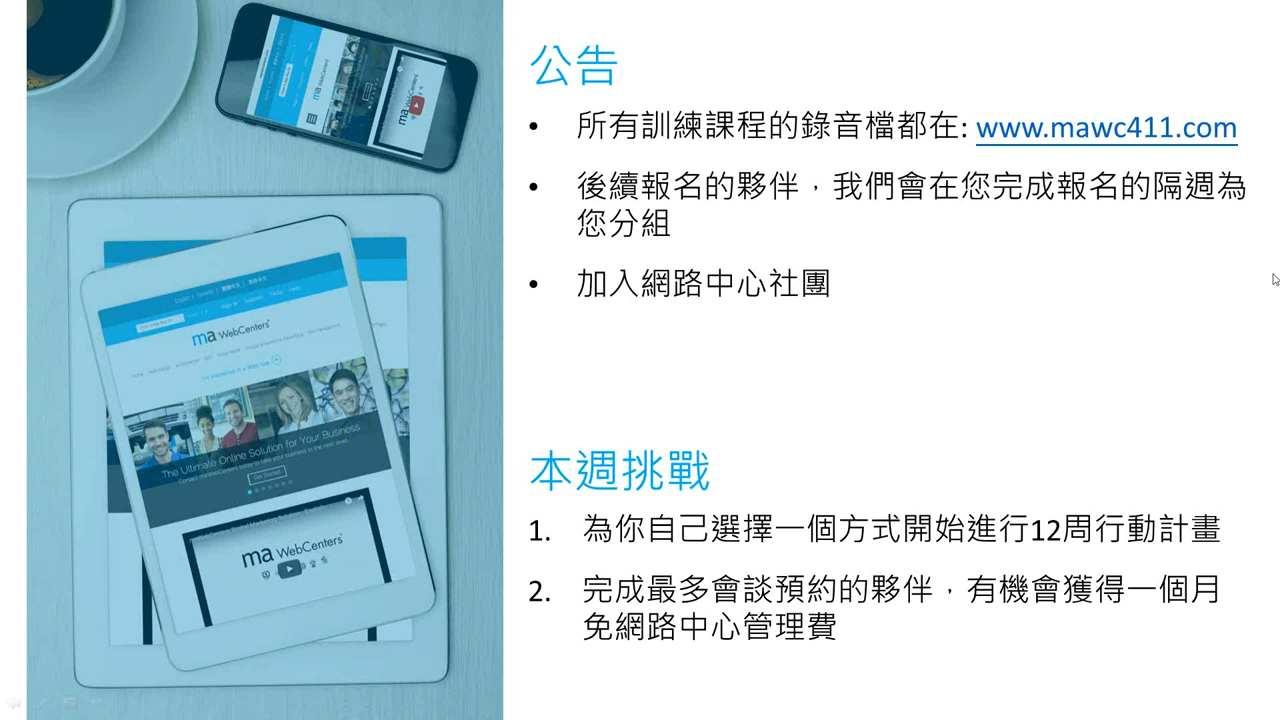 公告
• 所有訓練課程的錄音檔都在: www.mawc411.com
• 後續報名的夥伴，我們會在您完成報名的隔週為
您分組
• 加入網路中心社團
本週挑戰
1. 為你自己選擇一個方式開始進行12周行動計畫
2. 完成最多會談預約的夥伴，有機會獲得一個月
免網路中心管理費
ma WebCenters
The Ultimate Online Solution for Your Business
Get Started
ma WebCenters